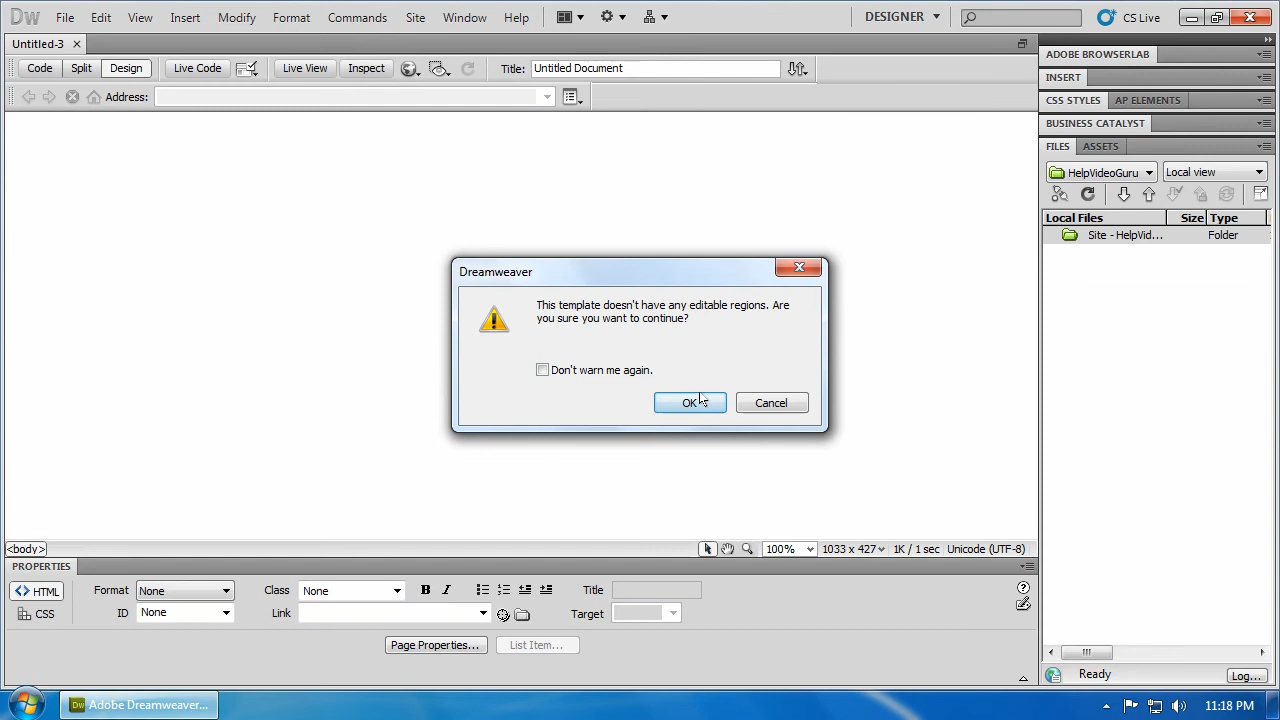 Dw File Edit View Insert Modify Format Commands Site Window Help DESIGNER CS Live
Untitled-3
Code Split Design Live Code Live View Inspect Title: Untitled Document
Address:
ADOBE BROWSERLAB
INSERT
CSS STYLES AP ELEMENTS
BUSINESS CATALYST
FILES ASSETS
HelpVideoGuru Local view
Local Files Size Type
Site - HelpVid... Folder
Dreamweaver
This template doesn't have any editable regions. Are
you sure you want to continue?
Don't warn me again.
OK Cancel
<body> 100% 1033 x 427 1K / 1 sec Unicode (UTF-8)
PROPERTIES
<> HTML Format None Class None B I Title
CSS ID None Link Target
Page Properties... List Item...
Ready Log...
Dw Adobe Dreamweaver... 11:18 PM